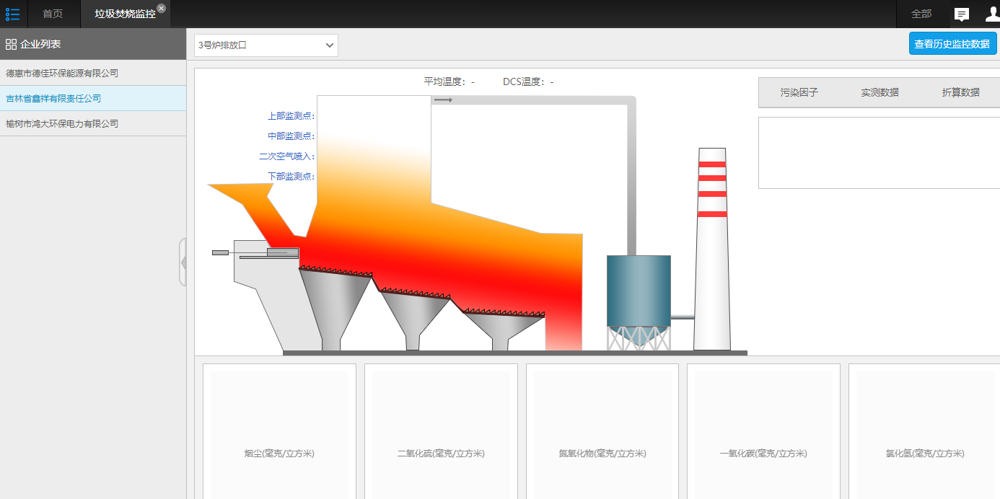 首页
垃圾焚烧监控
全部
企业列表
德惠市德佳环保能源有限公司
吉林省鑫祥有限责任公司
榆树市鸿大环保电力有限公司
3号炉排放口
查看历史监控数据
平均温度：-
DCS温度：-
上部监测点:
中部监测点:
二次空气喷入:
下部监测点:
污染因子
实测数据
折算数据
烟尘(毫克/立方米)
二氧化硫(毫克/立方米)
氮氧化物(毫克/立方米)
一氧化碳(毫克/立方米)
氯化氢(毫克/立方米)